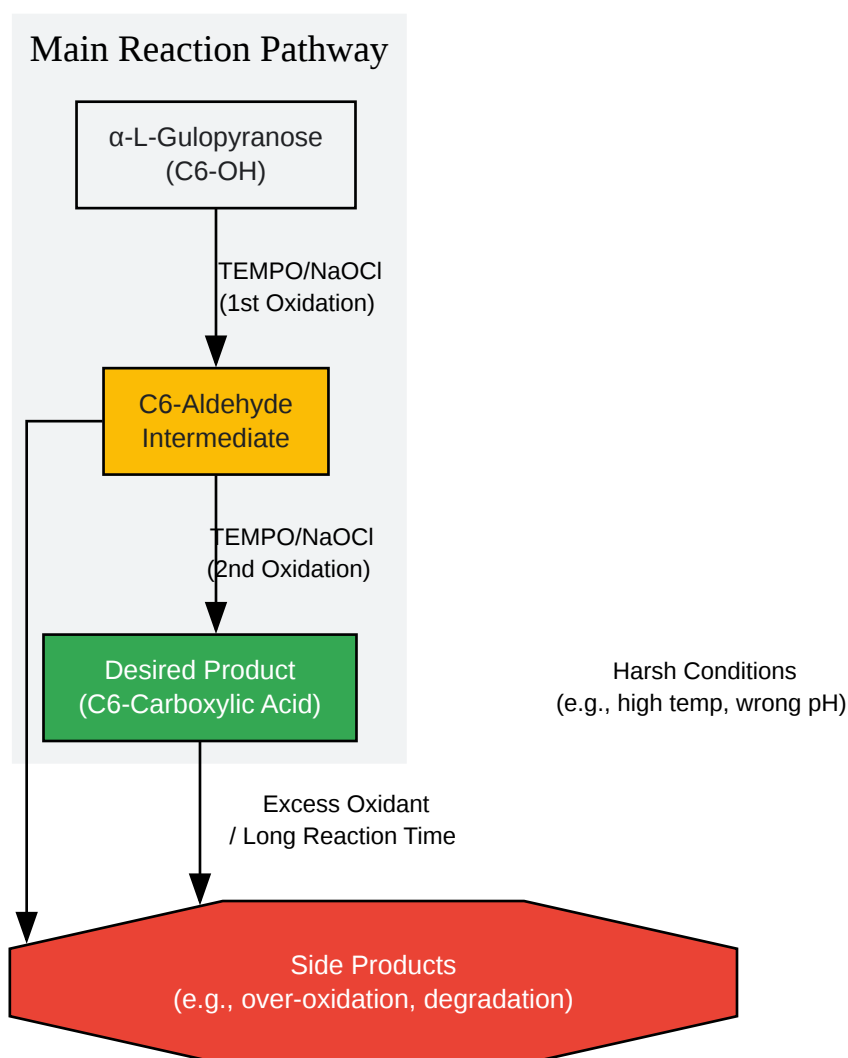 Main Reaction Pathway
α-L-Gulopyranose
(C6-OH)
TEMPO/NaOCl
(1st Oxidation)
C6-Aldehyde
Intermediate
TEMPO/NaOCl
(2nd Oxidation)
Desired Product
(C6-Carboxylic Acid)
Harsh Conditions
(e.g., high temp, wrong pH)
Excess Oxidant
/ Long Reaction Time
Side Products
(e.g., over-oxidation, degradation)